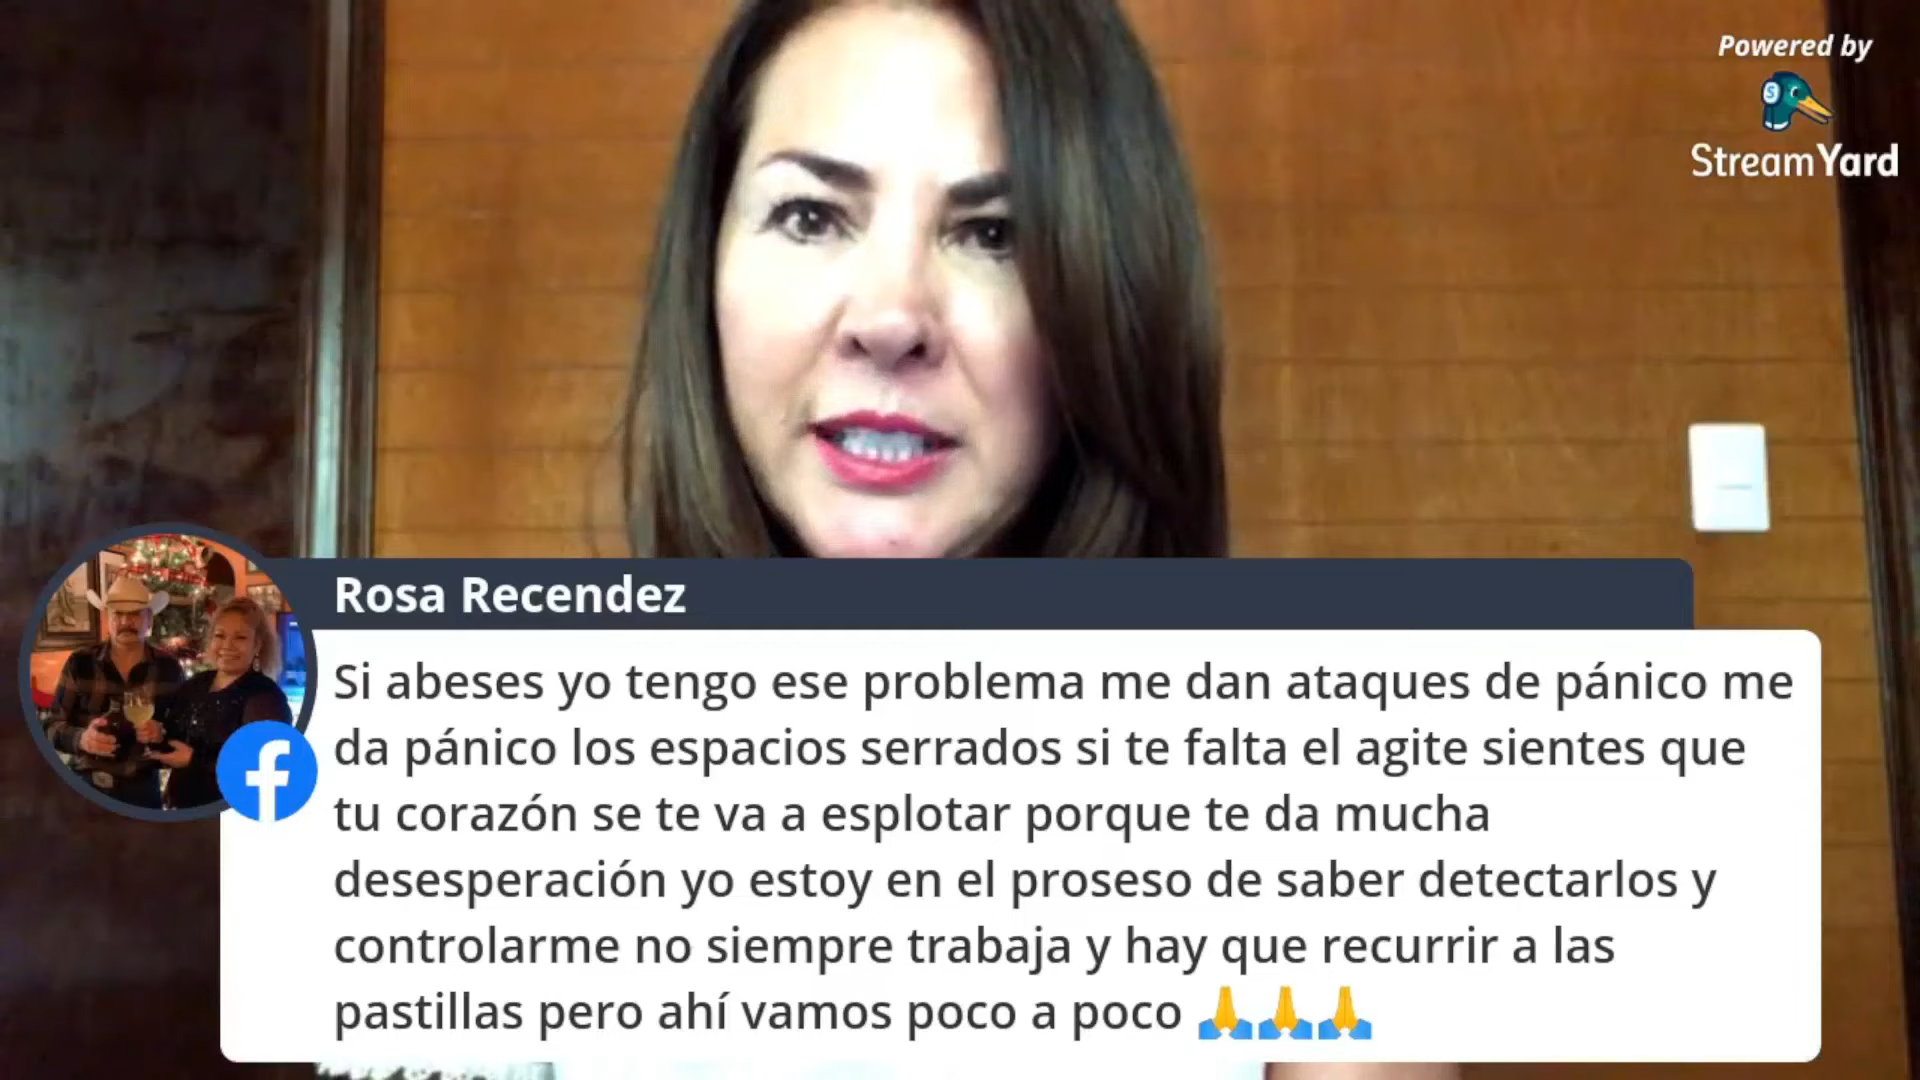 Powered by
StreamYard
Rosa Recendez
Si abeses yo tengo ese problema me dan ataques de pánico me
da pánico los espacios serrados si te falta el agite sientes que
tu corazón se te va a esplotar porque te da mucha
desesperación yo estoy en el proseso de saber detectarlos y
controlarme no siempre trabaja y hay que recurrir a las
pastillas pero ahí vamos poco a poco 🙏🙏🙏